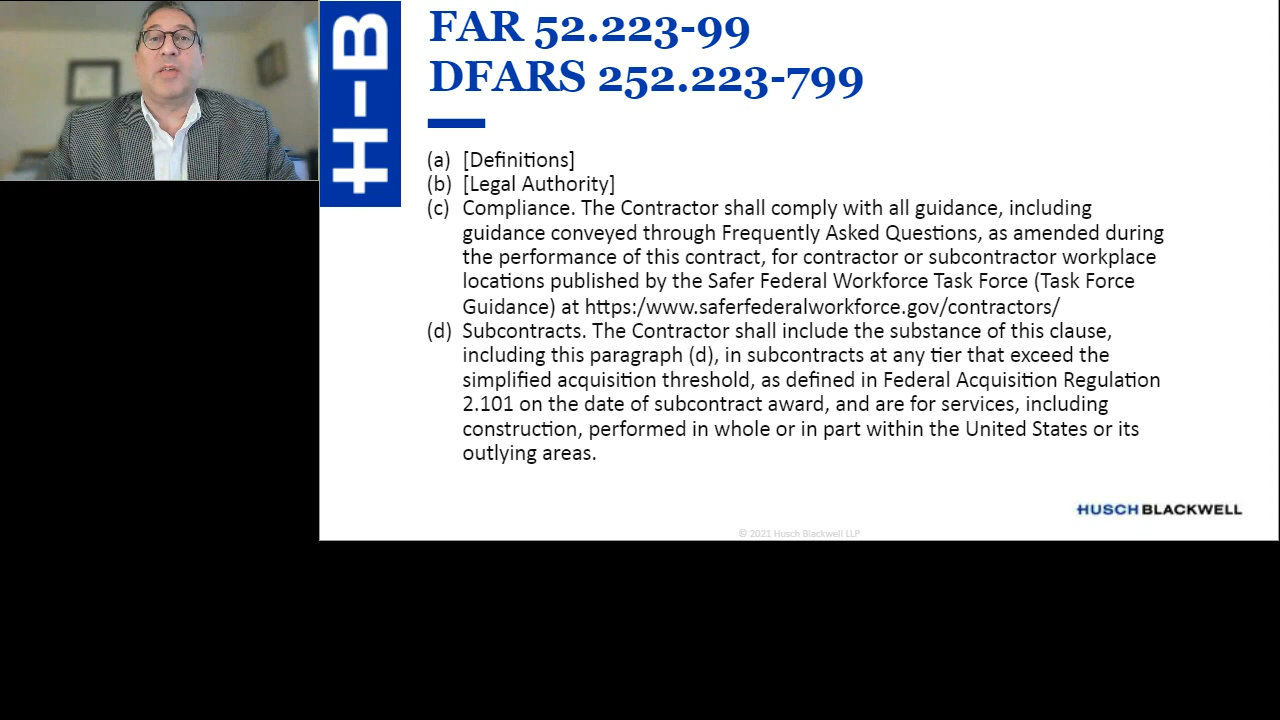 H-B
FAR 52.223-99
DFARS 252.223-799
(a) [Definitions]
(b) [Legal Authority]
(c) Compliance. The Contractor shall comply with all guidance, including
guidance conveyed through Frequently Asked Questions, as amended during
the performance of this contract, for contractor or subcontractor workplace
locations published by the Safer Federal Workforce Task Force (Task Force
Guidance) at https:/www.saferfederalworkforce.gov/contractors/
(d) Subcontracts. The Contractor shall include the substance of this clause,
including this paragraph (d), in subcontracts at any tier that exceed the
simplified acquisition threshold, as defined in Federal Acquisition Regulation
2.101 on the date of subcontract award, and are for services, including
construction, performed in whole or in part within the United States or its
outlying areas.
HUSCH BLACKWELL
© 2021 Husch Blackwell LLP